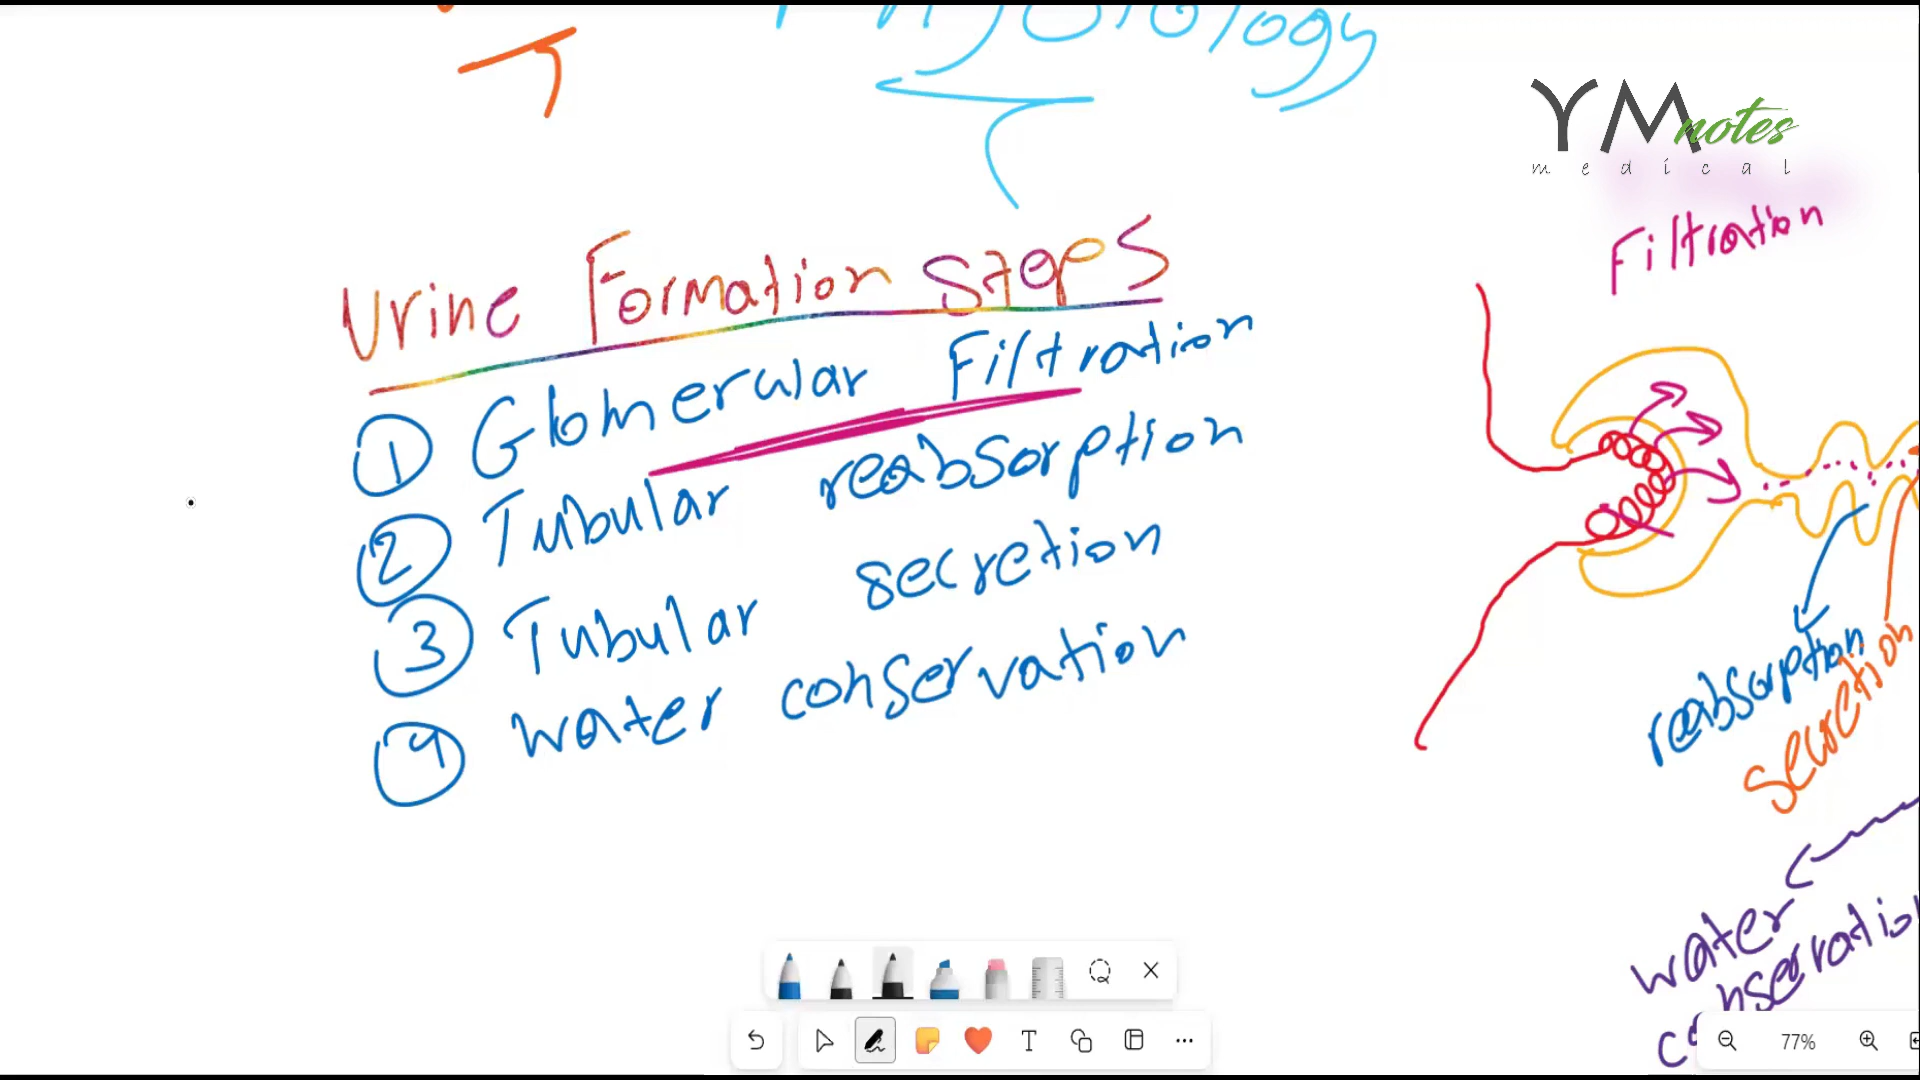 Physiology
YM notes
medical
Urine Formation Steps
1 Glomerular Filtration
2 Tubular reabsorption
3 Tubular secretion
4 water conservation
Filtration
reabsorption
secretion
water
conservation
77%